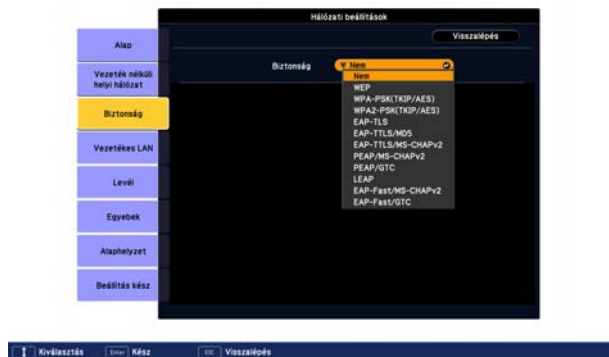 Hálózati beállítások
Visszalépés
Alap
Vezeték nélküli
helyi hálózat
Biztonság
Vezetékes LAN
Levél
Egyebek
Alaphelyzet
Beállítás kész
Biztonság
Nem
Nem
WEP
WPA-PSK(TKIP/AES)
WPA2-PSK(TKIP/AES)
EAP-TLS
EAP-TTLS/MD5
EAP-TTLS/MS-CHAPv2
PEAP/MS-CHAPv2
PEAP/GTC
LEAP
EAP-Fast/MS-CHAPv2
EAP-Fast/GTC
Kiválasztás Enter Kész ESC Visszalépés